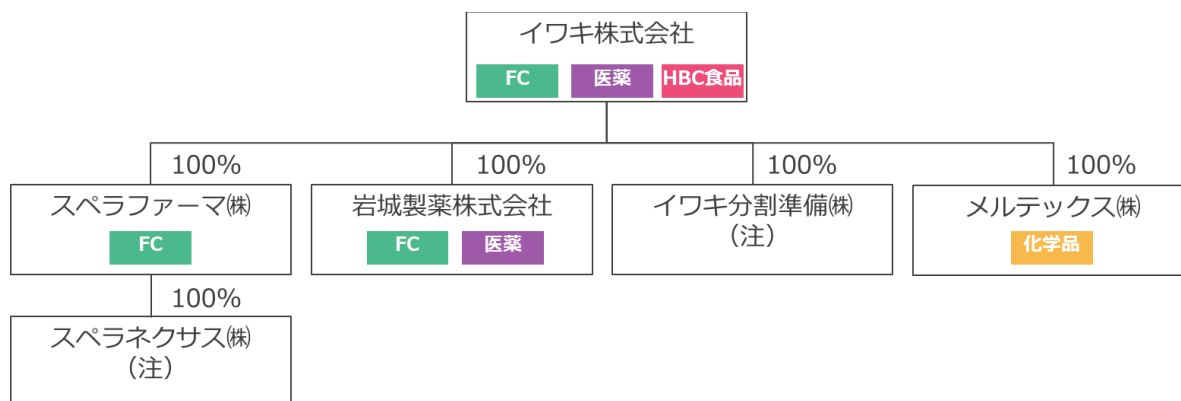 イワキ株式会社
FC 医薬 HBC食品
100% 100% 100% 100%
スペラファーマ㈱
FC
岩城製薬株式会社
FC 医薬
イワキ分割準備㈱
(注)
メルテックス㈱
化学品
100%
スペラネクサス㈱
(注)